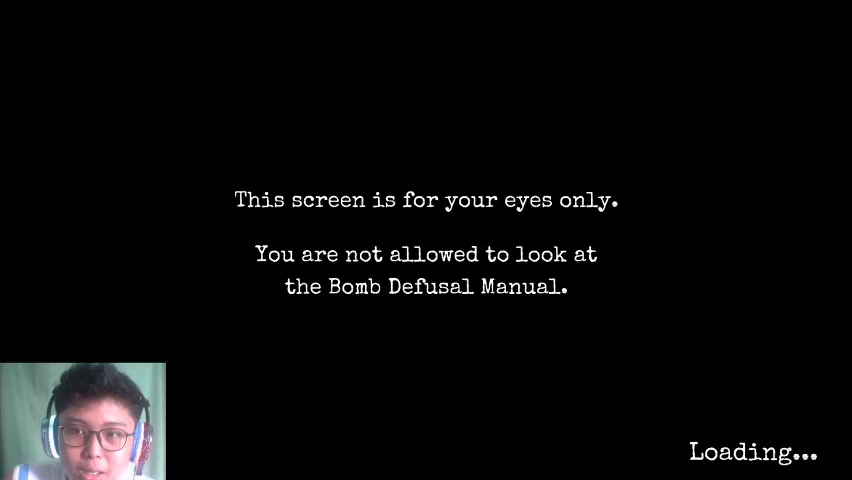 This screen is for your eyes only.
You are not allowed to look at
the Bomb Defusal Manual.
Loading...